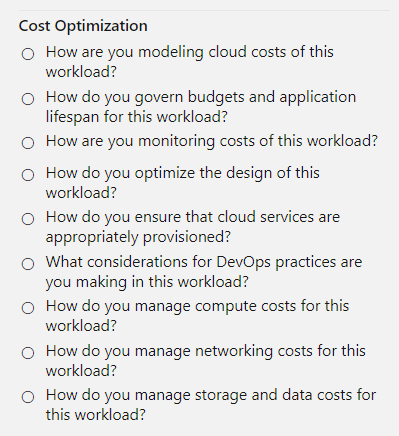 Cost Optimization
How are you modeling cloud costs of this
workload?
How do you govern budgets and application
lifespan for this workload?
How are you monitoring costs of this workload?
How do you optimize the design of this
workload?
How do you ensure that cloud services are
appropriately provisioned?
What considerations for DevOps practices are
you making in this workload?
How do you manage compute costs for this
workload?
How do you manage networking costs for this
workload?
How do you manage storage and data costs for
this workload?